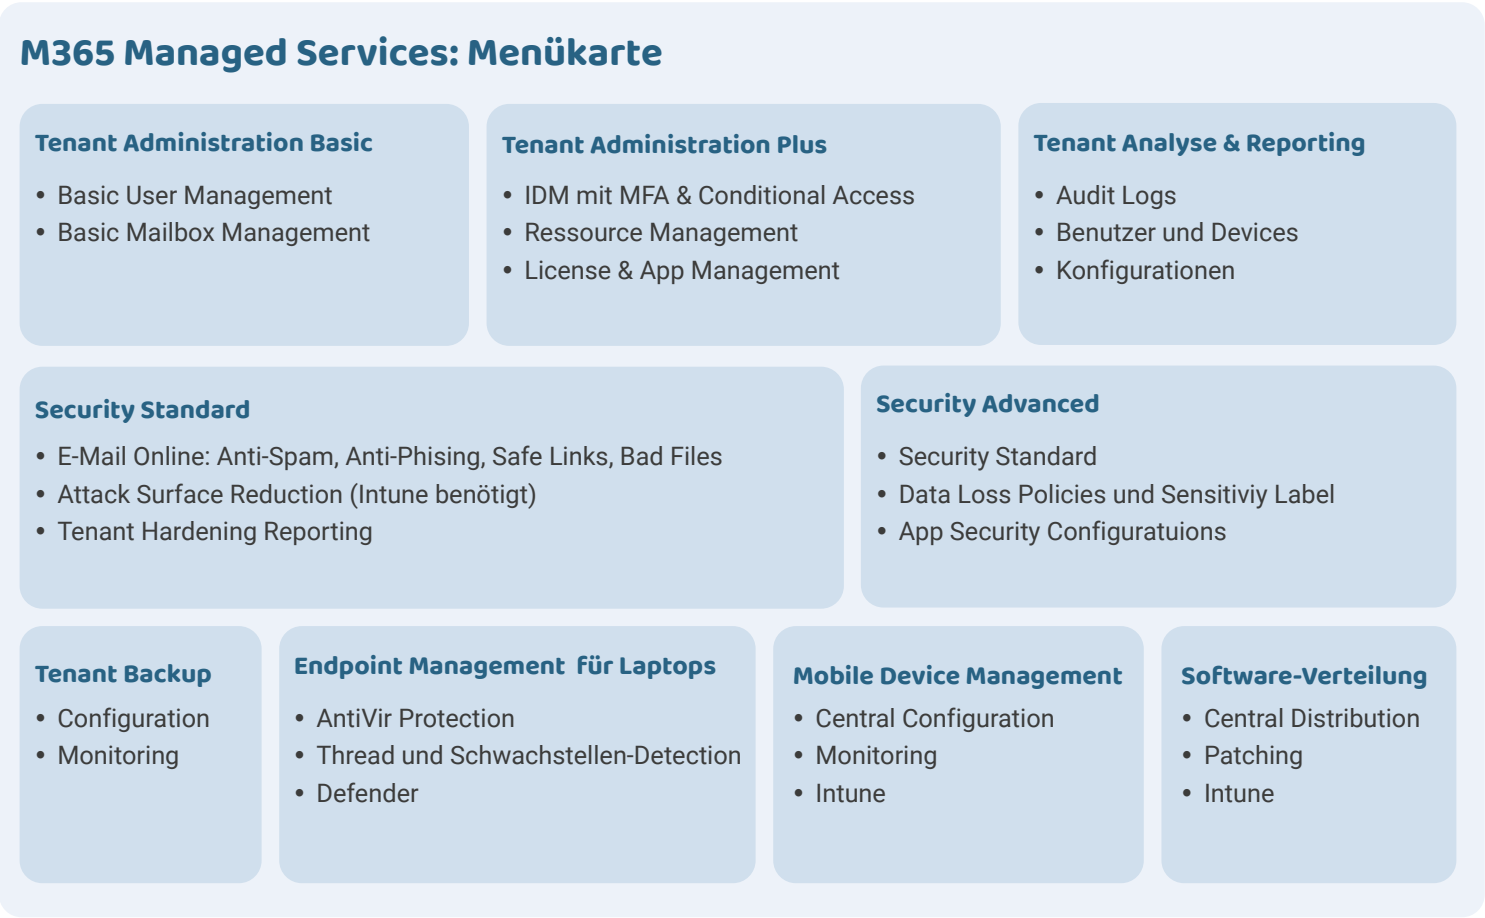 M365 Managed Services: Menükarte
Tenant Administration Basic
• Basic User Management
• Basic Mailbox Management
Tenant Administration Plus
• IDM mit MFA & Conditional Access
• Ressource Management
• License & App Management
Tenant Analyse & Reporting
• Audit Logs
• Benutzer und Devices
• Konfigurationen
Security Standard
• E-Mail Online: Anti-Spam, Anti-Phising, Safe Links, Bad Files
• Attack Surface Reduction (Intune benötigt)
• Tenant Hardening Reporting
Security Advanced
• Security Standard
• Data Loss Policies und Sensitiviy Label
• App Security Configuratuions
Tenant Backup
• Configuration
• Monitoring
Endpoint Management für Laptops
• AntiVir Protection
• Thread und Schwachstellen-Detection
• Defender
Mobile Device Management
• Central Configuration
• Monitoring
• Intune
Software-Verteilung
• Central Distribution
• Patching
• Intune